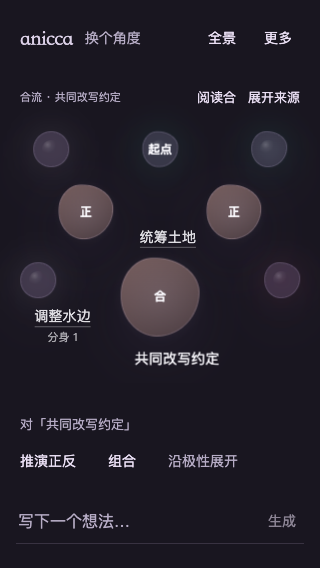 anicca 换个角度 全景 更多
合流 · 共同改写约定 阅读合 展开来源
起点
正 正
统筹土地
合
调整水边
分身 1
共同改写约定
对「共同改写约定」
推演正反 组合 沿极性展开
写下一个想法… 生成